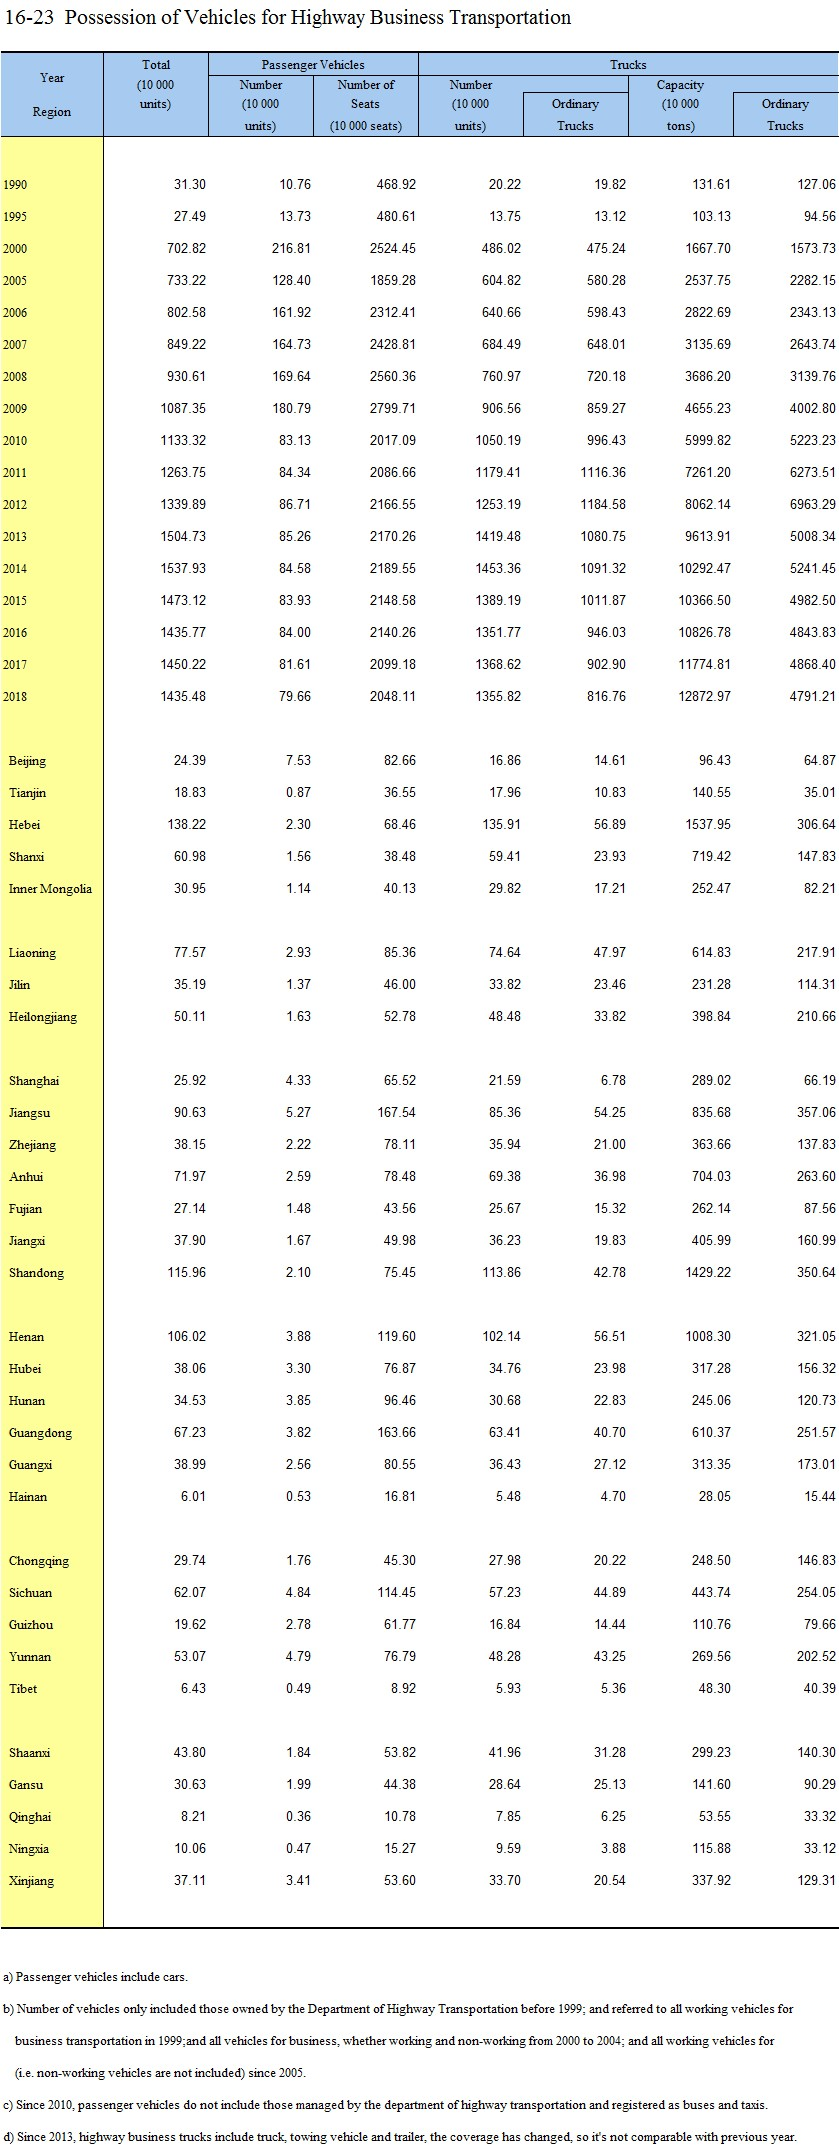 16-23 Possession of Vehicles for Highway Business Transportation
Year Region Total (10 000 units) Passenger Vehicles Trucks
Number (10 000 units) Number of Seats (10 000 seats) Number (10 000 units) Ordinary Trucks Capacity (10 000 tons) Ordinary Trucks
1990 31.30 10.76 468.92 20.22 19.82 131.61 127.06
1995 27.49 13.73 480.61 13.75 13.12 103.13 94.56
2000 702.82 216.81 2524.45 486.02 475.24 1667.70 1573.73
2005 733.22 128.40 1859.28 604.82 580.28 2537.75 2282.15
2006 802.58 161.92 2312.41 640.66 598.43 2822.69 2343.13
2007 849.22 164.73 2428.81 684.49 648.01 3135.69 2643.74
2008 930.61 169.64 2560.36 760.97 720.18 3686.20 3139.76
2009 1087.35 180.79 2799.71 906.56 859.27 4655.23 4002.80
2010 1133.32 83.13 2017.09 1050.19 996.43 5999.82 5223.23
2011 1263.75 84.34 2086.66 1179.41 1116.36 7261.20 6273.51
2012 1339.89 86.71 2166.55 1253.19 1184.58 8062.14 6963.29
2013 1504.73 85.26 2170.26 1419.48 1080.75 9613.91 5008.34
2014 1537.93 84.58 2189.55 1453.36 1091.32 10292.47 5241.45
2015 1473.12 83.93 2148.58 1389.19 1011.87 10366.50 4982.50
2016 1435.77 84.00 2140.26 1351.77 946.03 10826.78 4843.83
2017 1450.22 81.61 2099.18 1368.62 902.90 11774.81 4868.40
2018 1435.48 79.66 2048.11 1355.82 816.76 12872.97 4791.21
Beijing 24.39 7.53 82.66 16.86 14.61 96.43 64.87
Tianjin 18.83 0.87 36.55 17.96 10.83 140.55 35.01
Hebei 138.22 2.30 68.46 135.91 56.89 1537.95 306.64
Shanxi 60.98 1.56 38.48 59.41 23.93 719.42 147.83
Inner Mongolia 30.95 1.14 40.13 29.82 17.21 252.47 82.21
Liaoning 77.57 2.93 85.36 74.64 47.97 614.83 217.91
Jilin 35.19 1.37 46.00 33.82 23.46 231.28 114.31
Heilongjiang 50.11 1.63 52.78 48.48 33.82 398.84 210.66
Shanghai 25.92 4.33 65.52 21.59 6.78 289.02 66.19
Jiangsu 90.63 5.27 167.54 85.36 54.25 835.68 357.06
Zhejiang 38.15 2.22 78.11 35.94 21.00 363.66 137.83
Anhui 71.97 2.59 78.48 69.38 36.98 704.03 263.60
Fujian 27.14 1.48 43.56 25.67 15.32 262.14 87.56
Jiangxi 37.90 1.67 49.98 36.23 19.83 405.99 160.99
Shandong 115.96 2.10 75.45 113.86 42.78 1429.22 350.64
Henan 106.02 3.88 119.60 102.14 56.51 1008.30 321.05
Hubei 38.06 3.30 76.87 34.76 23.98 317.28 156.32
Hunan 34.53 3.85 96.46 30.68 22.83 245.06 120.73
Guangdong 67.23 3.82 163.66 63.41 40.70 610.37 251.57
Guangxi 38.99 2.56 80.55 36.43 27.12 313.35 173.01
Hainan 6.01 0.53 16.81 5.48 4.70 28.05 15.44
Chongqing 29.74 1.76 45.30 27.98 20.22 248.50 146.83
Sichuan 62.07 4.84 114.45 57.23 44.89 443.74 254.05
Guizhou 19.62 2.78 61.77 16.84 14.44 110.76 79.66
Yunnan 53.07 4.79 76.79 48.28 43.25 269.56 202.52
Tibet 6.43 0.49 8.92 5.93 5.36 48.30 40.39
Shaanxi 43.80 1.84 53.82 41.96 31.28 299.23 140.30
Gansu 30.63 1.99 44.38 28.64 25.13 141.60 90.29
Qinghai 8.21 0.36 10.78 7.85 6.25 53.55 33.32
Ningxia 10.06 0.47 15.27 9.59 3.88 115.88 33.12
Xinjiang 37.11 3.41 53.60 33.70 20.54 337.92 129.31
a) Passenger vehicles include cars.
b) Number of vehicles only included those owned by the Department of Highway Transportation before 1999; and referred to all working vehicles for
business transportation in 1999;and all vehicles for business, whether working and non-working from 2000 to 2004; and all working vehicles for
(i.e. non-working vehicles are not included) since 2005.
c) Since 2010, passenger vehicles do not include those managed by the department of highway transportation and registered as buses and taxis.
d) Since 2013, highway business trucks include truck, towing vehicle and trailer, the coverage has changed, so it's not comparable with previous year.